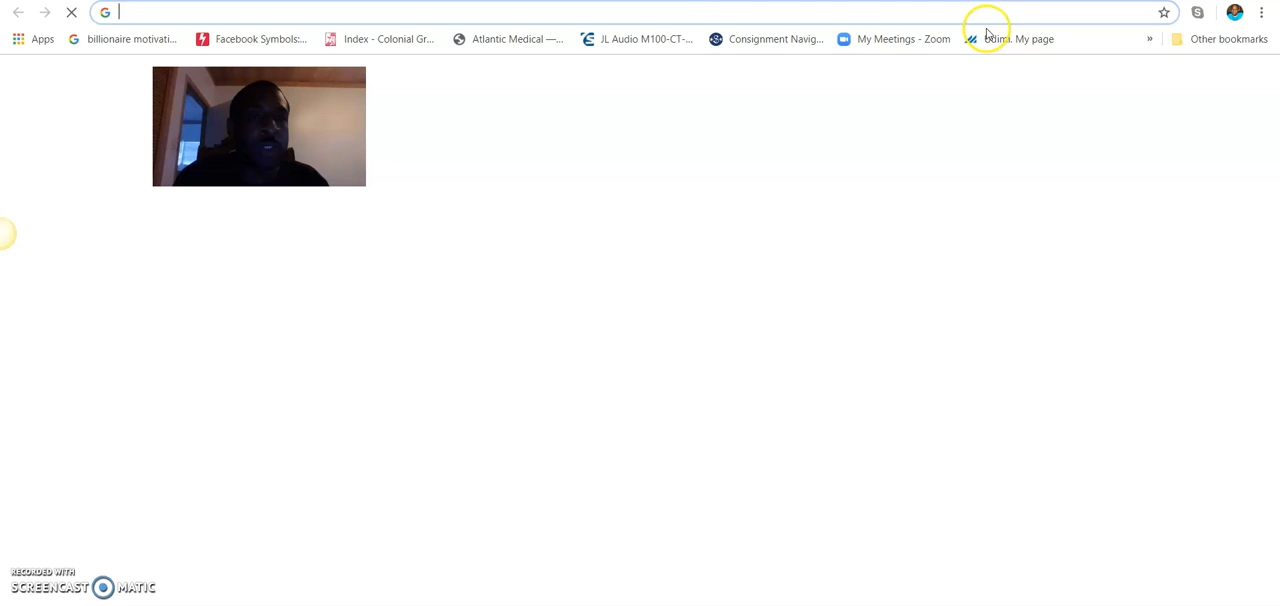 Apps billionaire motivati... Facebook Symbols:... Index - Colonial Gr... Atlantic Medical —... JL Audio M100-CT-... Consignment Navig... My Meetings - Zoom My page » Other bookmarks
RECORDED WITH
SCREENCAST MATIC